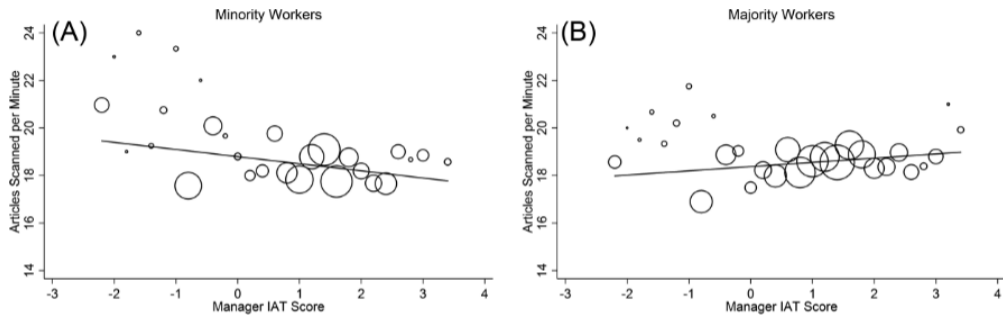 Minority Workers
(A)
Articles Scanned per Minute
24
22
20
18
16
14
-3 -2 -1 0 1 2 3 4
Manager IAT Score
Majority Workers
(B)
Articles Scanned per Minute
24
22
20
18
16
14
-3 -2 -1 0 1 2 3 4
Manager IAT Score